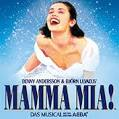 BENNY ANDERSSON & BJÖRN ULVAEUS'
MAMMA MIA!
DAS MUSICAL ABBA®